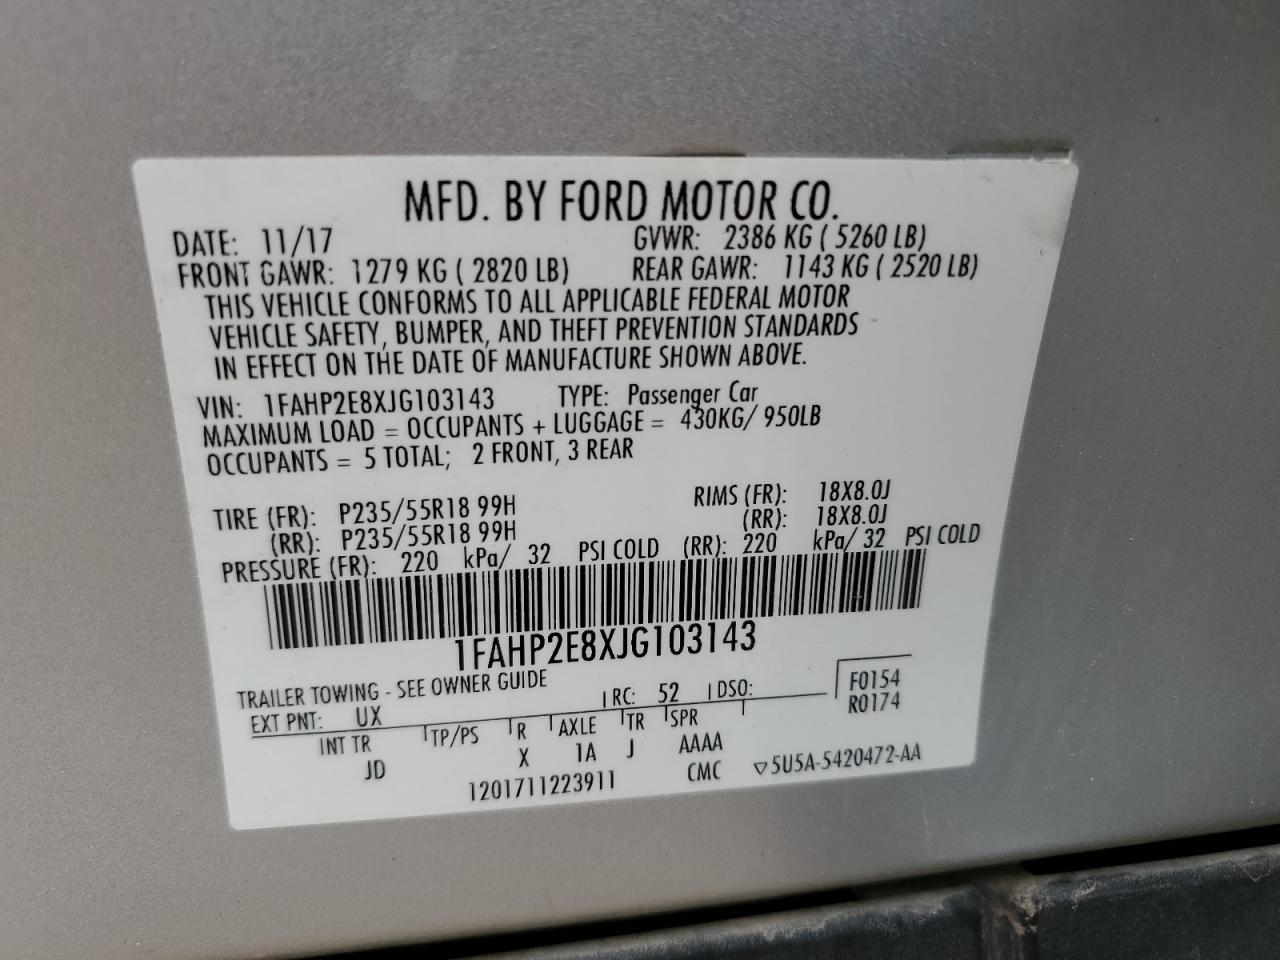 MFD. BY FORD MOTOR CO.
DATE: 11/17 GVWR: 2386 KG ( 5260 LB)
FRONT GAWR: 1279 KG ( 2820 LB) REAR GAWR: 1143 KG ( 2520 LB)
THIS VEHICLE CONFORMS TO ALL APPLICABLE FEDERAL MOTOR
VEHICLE SAFETY, BUMPER, AND THEFT PREVENTION STANDARDS
IN EFFECT ON THE DATE OF MANUFACTURE SHOWN ABOVE.
VIN: 1FAHP2E8XJG103143 TYPE: Passenger Car
MAXIMUM LOAD = OCCUPANTS + LUGGAGE = 430KG/ 950LB
OCCUPANTS = 5 TOTAL; 2 FRONT, 3 REAR
TIRE (FR): P235/55R18 99H RIMS (FR): 18X8.0J
(RR): P235/55R18 99H (RR): 18X8.0J
PRESSURE (FR): 220 kPa/ 32 PSI COLD (RR): 220 kPa/ 32 PSI COLD
1FAHP2E8XJG103143
TRAILER TOWING - SEE OWNER GUIDE
EXT PNT: UX RC: 52 DSO: F0154
R0174
INT TR TP/PS R AXLE TR SPR
JD X 1A J AAAA
1201711223911 CMC ▽5U5A-5420472-AA